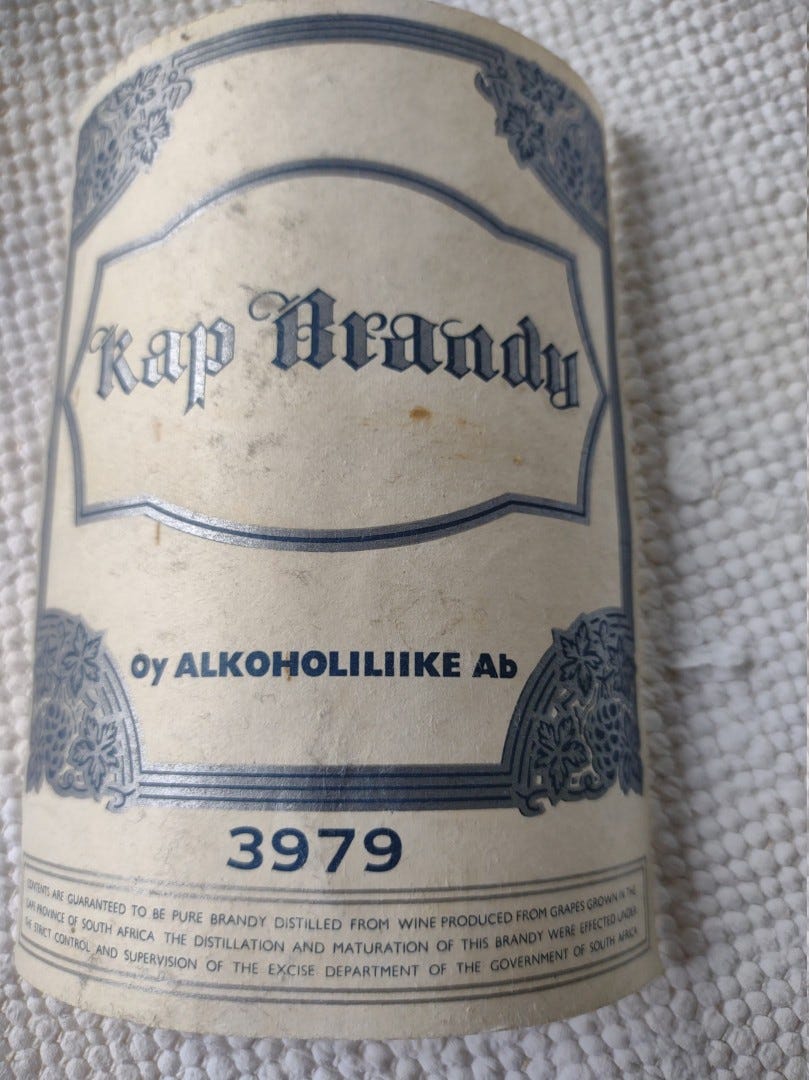 Kap Brandy
Oy ALKOHOLILIIKE Ab
3979
CONTENTS ARE GUARANTEED TO BE PURE BRANDY DISTILLED FROM WINE PRODUCED FROM GRAPES GROWN IN THE
CAPE PROVINCE OF SOUTH AFRICA THE DISTILLATION AND MATURATION OF THIS BRANDY WERE EFFECTED UNDER
THE STRICT CONTROL AND SUPERVISION OF THE EXCISE DEPARTMENT OF THE GOVERNMENT OF SOUTH AFRICA